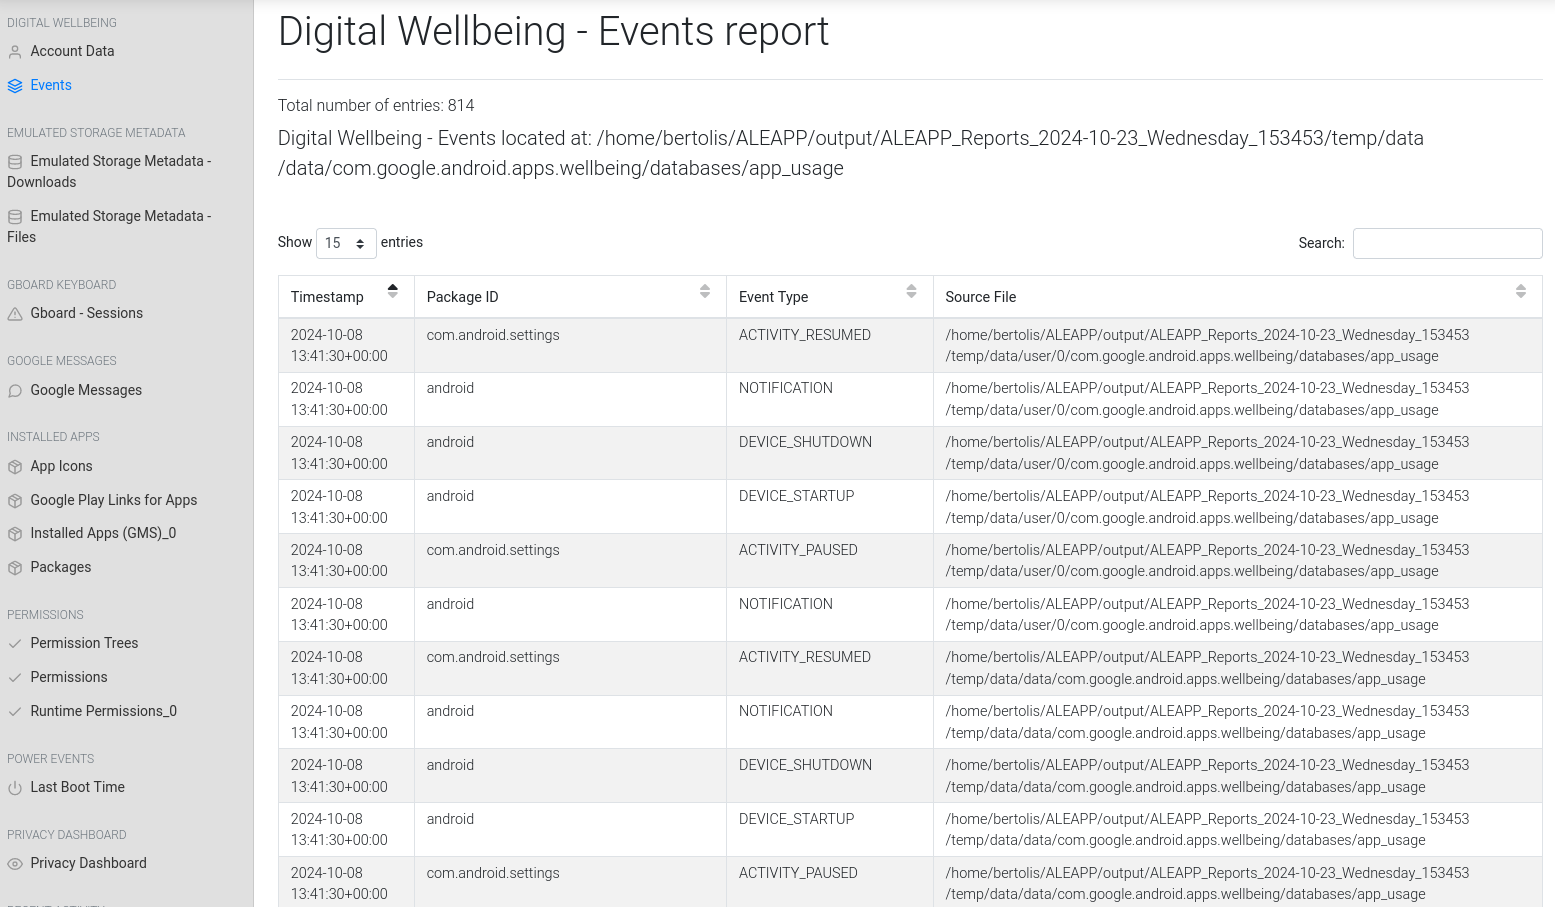 DIGITAL WELLBEING
Account Data
Events
EMULATED STORAGE METADATA
Emulated Storage Metadata -
Downloads
Emulated Storage Metadata -
Files
GBOARD KEYBOARD
Gboard - Sessions
GOOGLE MESSAGES
Google Messages
INSTALLED APPS
App Icons
Google Play Links for Apps
Installed Apps (GMS)_0
Packages
PERMISSIONS
Permission Trees
Permissions
Runtime Permissions_0
POWER EVENTS
Last Boot Time
PRIVACY DASHBOARD
Privacy Dashboard
Digital Wellbeing - Events report
Total number of entries: 814
Digital Wellbeing - Events located at: /home/bertolis/ALEAPP/output/ALEAPP_Reports_2024-10-23_Wednesday_153453/temp/data
/data/com.google.android.apps.wellbeing/databases/app_usage
Show 15 entries Search:
Timestamp Package ID Event Type Source File
2024-10-08 com.android.settings ACTIVITY_RESUMED /home/bertolis/ALEAPP/output/ALEAPP_Reports_2024-10-23_Wednesday_153453
13:41:30+00:00 /temp/data/user/0/com.google.android.apps.wellbeing/databases/app_usage
2024-10-08 android NOTIFICATION /home/bertolis/ALEAPP/output/ALEAPP_Reports_2024-10-23_Wednesday_153453
13:41:30+00:00 /temp/data/user/0/com.google.android.apps.wellbeing/databases/app_usage
2024-10-08 android DEVICE_SHUTDOWN /home/bertolis/ALEAPP/output/ALEAPP_Reports_2024-10-23_Wednesday_153453
13:41:30+00:00 /temp/data/user/0/com.google.android.apps.wellbeing/databases/app_usage
2024-10-08 android DEVICE_STARTUP /home/bertolis/ALEAPP/output/ALEAPP_Reports_2024-10-23_Wednesday_153453
13:41:30+00:00 /temp/data/user/0/com.google.android.apps.wellbeing/databases/app_usage
2024-10-08 com.android.settings ACTIVITY_PAUSED /home/bertolis/ALEAPP/output/ALEAPP_Reports_2024-10-23_Wednesday_153453
13:41:30+00:00 /temp/data/user/0/com.google.android.apps.wellbeing/databases/app_usage
2024-10-08 android NOTIFICATION /home/bertolis/ALEAPP/output/ALEAPP_Reports_2024-10-23_Wednesday_153453
13:41:30+00:00 /temp/data/user/0/com.google.android.apps.wellbeing/databases/app_usage
2024-10-08 com.android.settings ACTIVITY_RESUMED /home/bertolis/ALEAPP/output/ALEAPP_Reports_2024-10-23_Wednesday_153453
13:41:30+00:00 /temp/data/data/com.google.android.apps.wellbeing/databases/app_usage
2024-10-08 android NOTIFICATION /home/bertolis/ALEAPP/output/ALEAPP_Reports_2024-10-23_Wednesday_153453
13:41:30+00:00 /temp/data/data/com.google.android.apps.wellbeing/databases/app_usage
2024-10-08 android DEVICE_SHUTDOWN /home/bertolis/ALEAPP/output/ALEAPP_Reports_2024-10-23_Wednesday_153453
13:41:30+00:00 /temp/data/data/com.google.android.apps.wellbeing/databases/app_usage
2024-10-08 android DEVICE_STARTUP /home/bertolis/ALEAPP/output/ALEAPP_Reports_2024-10-23_Wednesday_153453
13:41:30+00:00 /temp/data/data/com.google.android.apps.wellbeing/databases/app_usage
2024-10-08 com.android.settings ACTIVITY_PAUSED /home/bertolis/ALEAPP/output/ALEAPP_Reports_2024-10-23_Wednesday_153453
13:41:30+00:00 /temp/data/data/com.google.android.apps.wellbeing/databases/app_usage